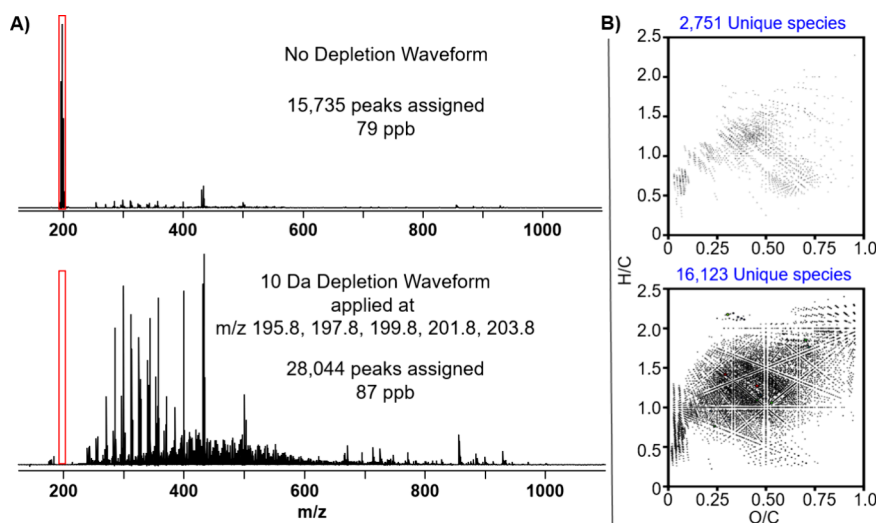 A)
No Depletion Waveform
15,735 peaks assigned
79 ppb
200 400 600 800 1000
10 Da Depletion Waveform
applied at
m/z 195.8, 197.8, 199.8, 201.8, 203.8
28,044 peaks assigned
87 ppb
200 400 600 800 1000
m/z
B)
2,751 Unique species
2.5
2.0
1.5
1.0
0.5
0
0 0.25 0.50 0.75 1.0
H/C
16,123 Unique species
2.5
2.0
1.5
1.0
0.5
0
0 0.25 0.50 0.75 1.0
O/C